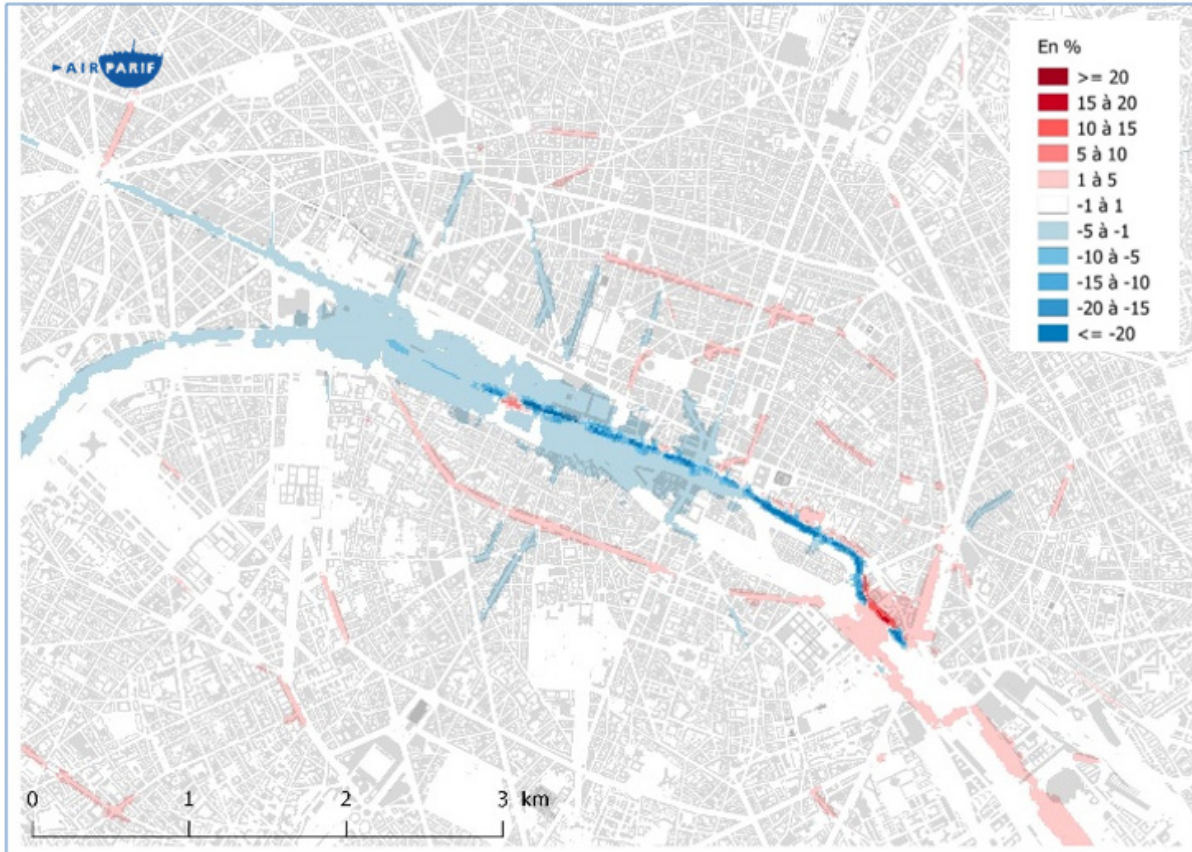 AIRPARIF
En %
>= 20
15 à 20
10 à 15
5 à 10
1 à 5
-1 à 1
-5 à -1
-10 à -5
-15 à -10
-20 à -15
<= -20
0 1 2 3 km